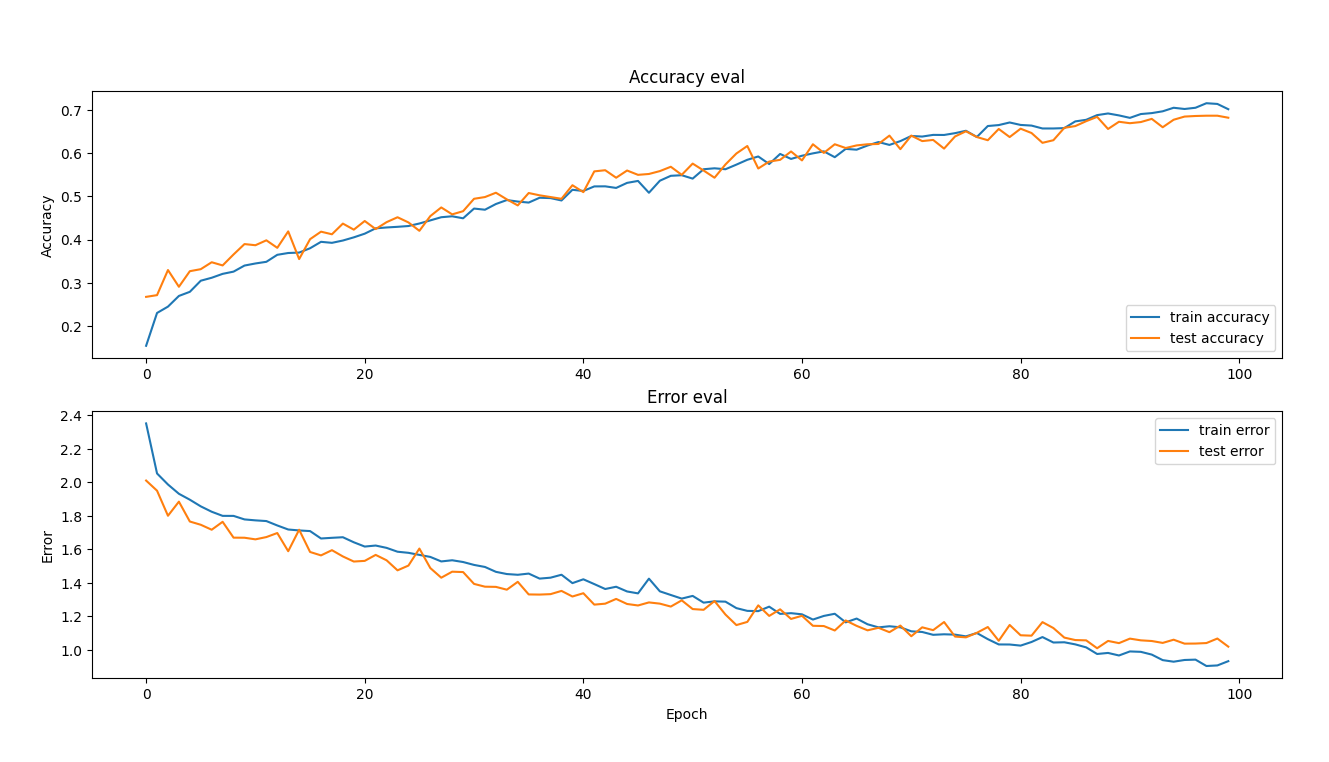 Accuracy eval
0.7
0.6
0.5
0.4
0.3
0.2
Accuracy
train accuracy
test accuracy
0 20 40 60 80 100
Error eval
2.4
2.2
2.0
1.8
1.6
1.4
1.2
1.0
Error
train error
test error
0 20 40 60 80 100
Epoch